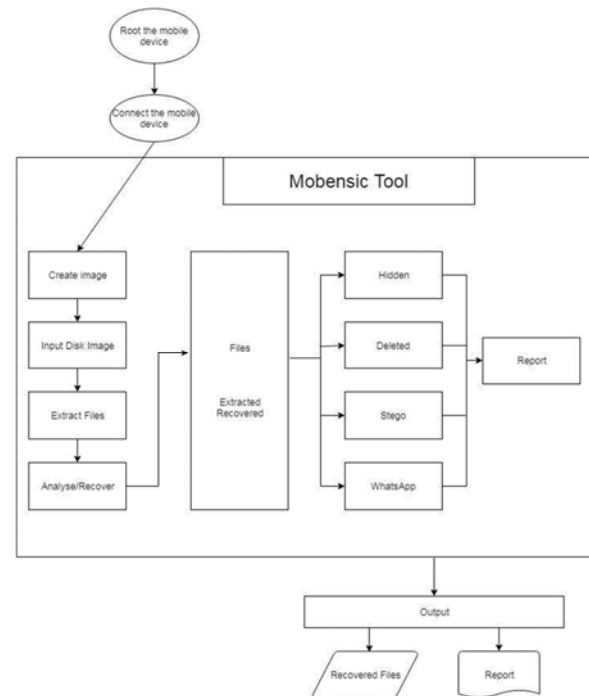 Root the mobile
device
Connect the mobile
device
Mobensic Tool
Create image
Input Disk Image
Extract Files
Analyse/Recover
Files
Extracted
Recovered
Hidden
Deleted
Stego
WhatsApp
Report
Output
Recovered Files
Report